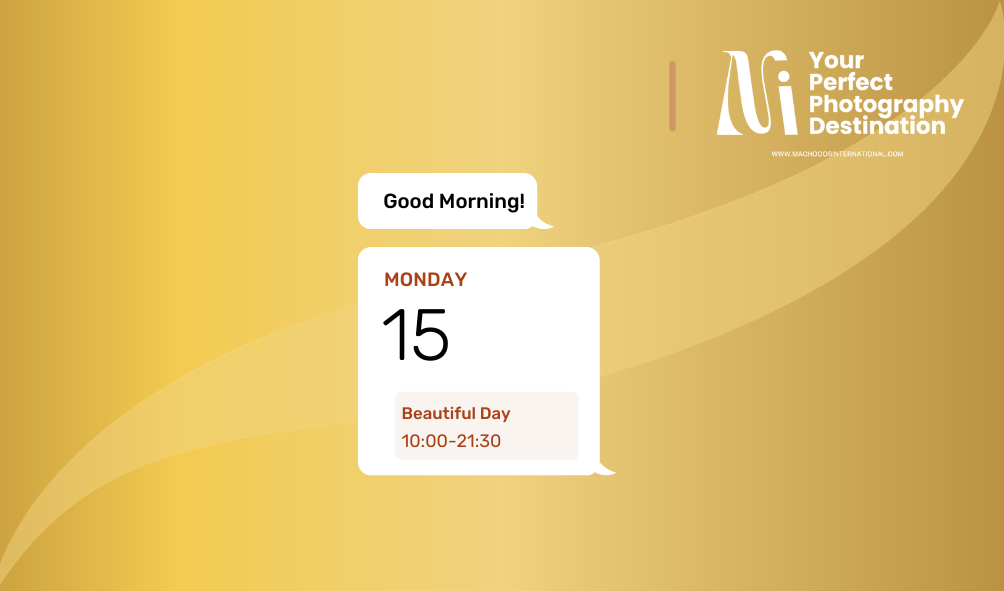 Your
Perfect
Photography
Destination
WWW.MACHOOOSINTERNATIONAL.COM
Good Morning!
MONDAY
15
Beautiful Day
10:00-21:30